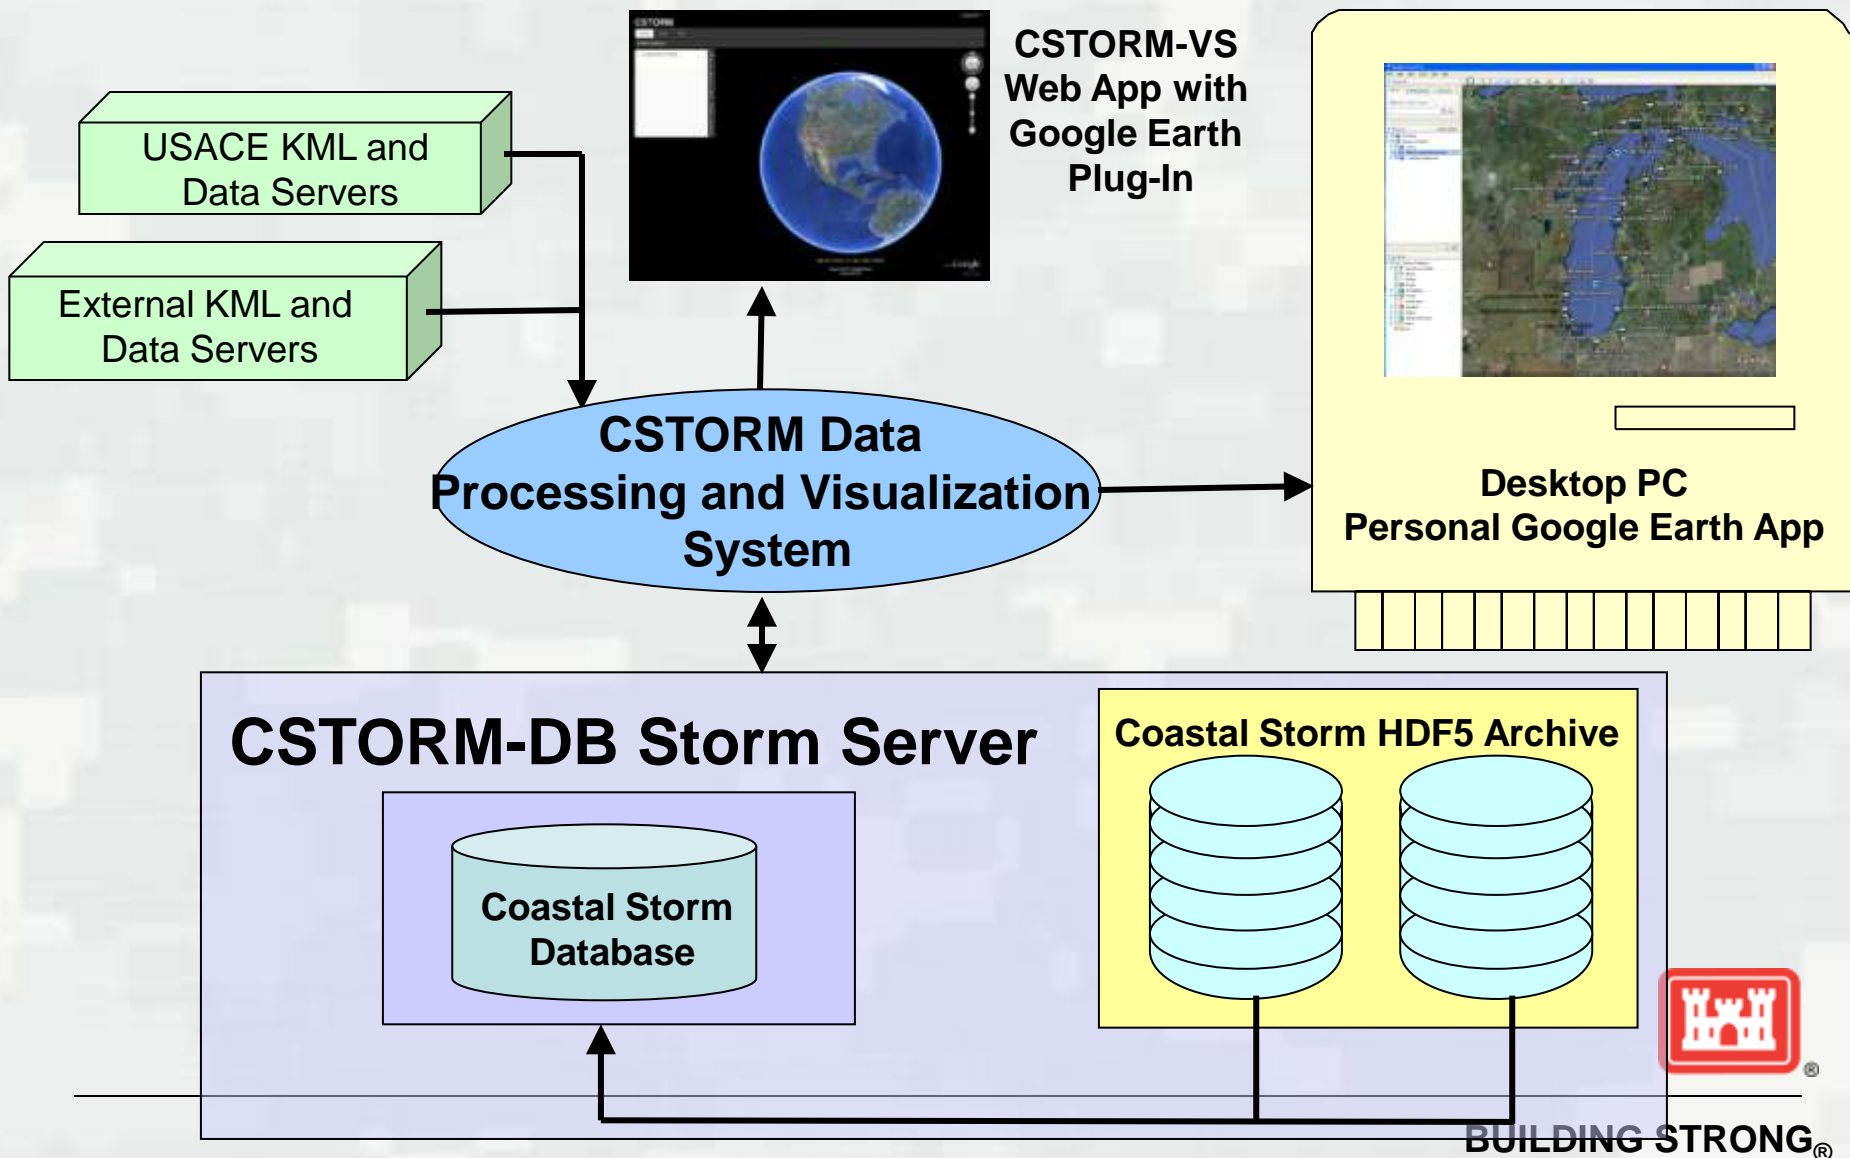 CSTORM
CSTORM-VS
Web App with
Google Earth
Plug-In
USACE KML and
Data Servers
External KML and
Data Servers
CSTORM Data
Processing and Visualization
System
Desktop PC
Personal Google Earth App
CSTORM-DB Storm Server
Coastal Storm HDF5 Archive
Coastal Storm
Database
®
BUILDING STRONG®